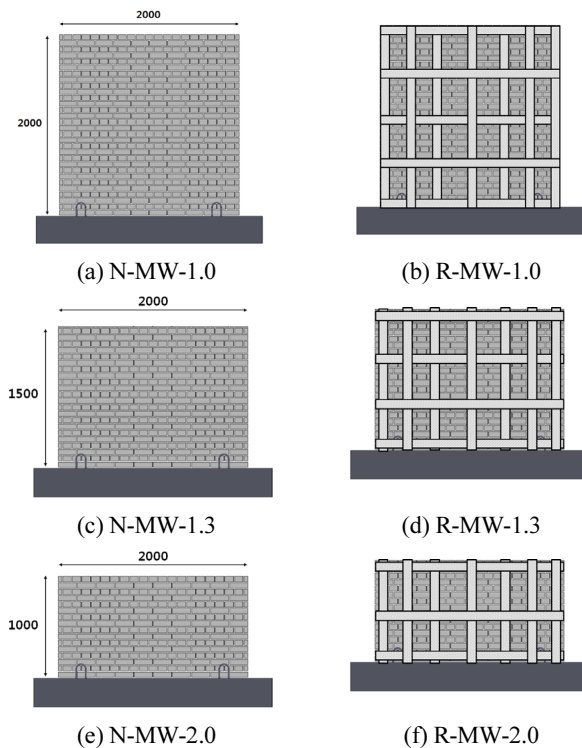 2000
2000
(a) N-MW-1.0
(b) R-MW-1.0
2000
1500
(c) N-MW-1.3
(d) R-MW-1.3
2000
1000
(e) N-MW-2.0
(f) R-MW-2.0